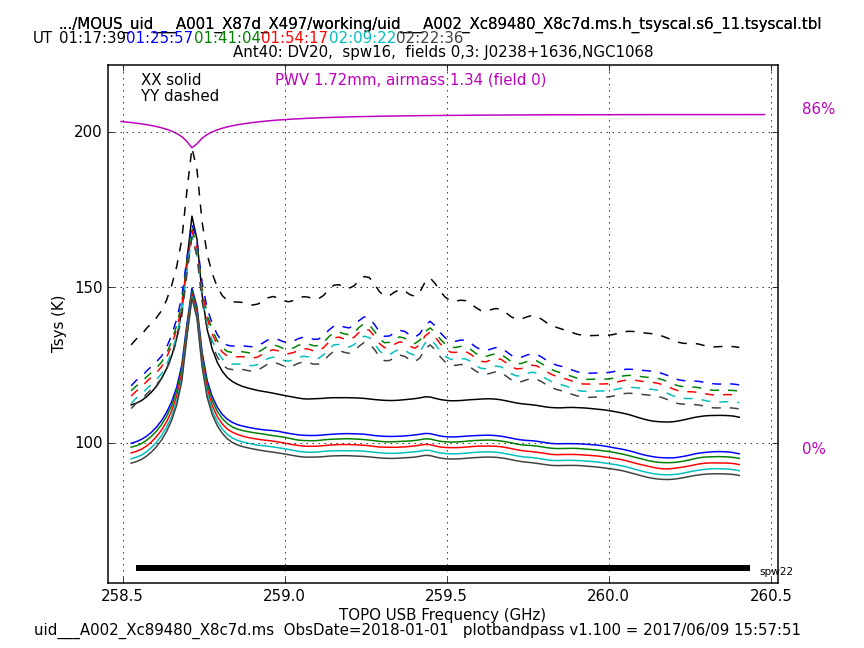 .../MOUS_uid___A001_X87d_X497/working/uid___A002_Xc89480_X8c7d.ms.h_tsyscal.s6_11.tsyscal.tbl
UT 01:17:39 01:25:57 01:41:04 01:54:17 02:09:22 02:22:36
Ant40: DV20,  spw16,  fields 0,3: J0238+1636,NGC1068
XX solid
PWV 1.72mm, airmass 1.34 (field 0)
YY dashed
86%
200
150
Tsys (K)
100
0%
spw22
258.5 259.0 259.5 260.0 260.5
TOPO USB Frequency (GHz)
uid___A002_Xc89480_X8c7d.ms  ObsDate=2018-01-01   plotbandpass v1.100 = 2017/06/09 15:57:51